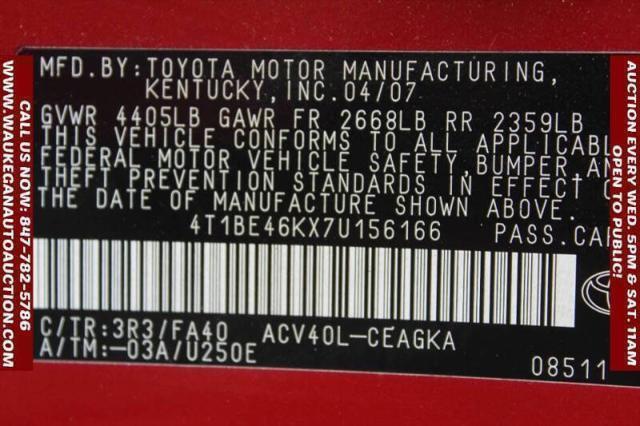 MFD.BY:TOYOTA MOTOR MANUFACTURING,
KENTUCKY,INC.04/07
GVWR 4405LB GAWR FR 2668LB RR 2359LB
THIS VEHICLE CONFORMS TO ALL APPLICABL
FEDERAL MOTOR VEHICLE SAFETY,BUMPER,AN
THEFT PREVENTION STANDARDS IN EFFECT O
THE DATE OF MANUFACTURE SHOWN ABOVE.
4T1BE46KX7U156166 PASS.CAR
C/TR:3R3/FA40 ACV40L-CEAGKA
A/TM:-03A/U250E
08511
CALL US NOW: 847-782-5786
WWW.WAUKEGANAUTOAUCTION.COM
AUCTION EVERY WED. 5PM & SAT. 11AM
OPEN TO PUBLIC!